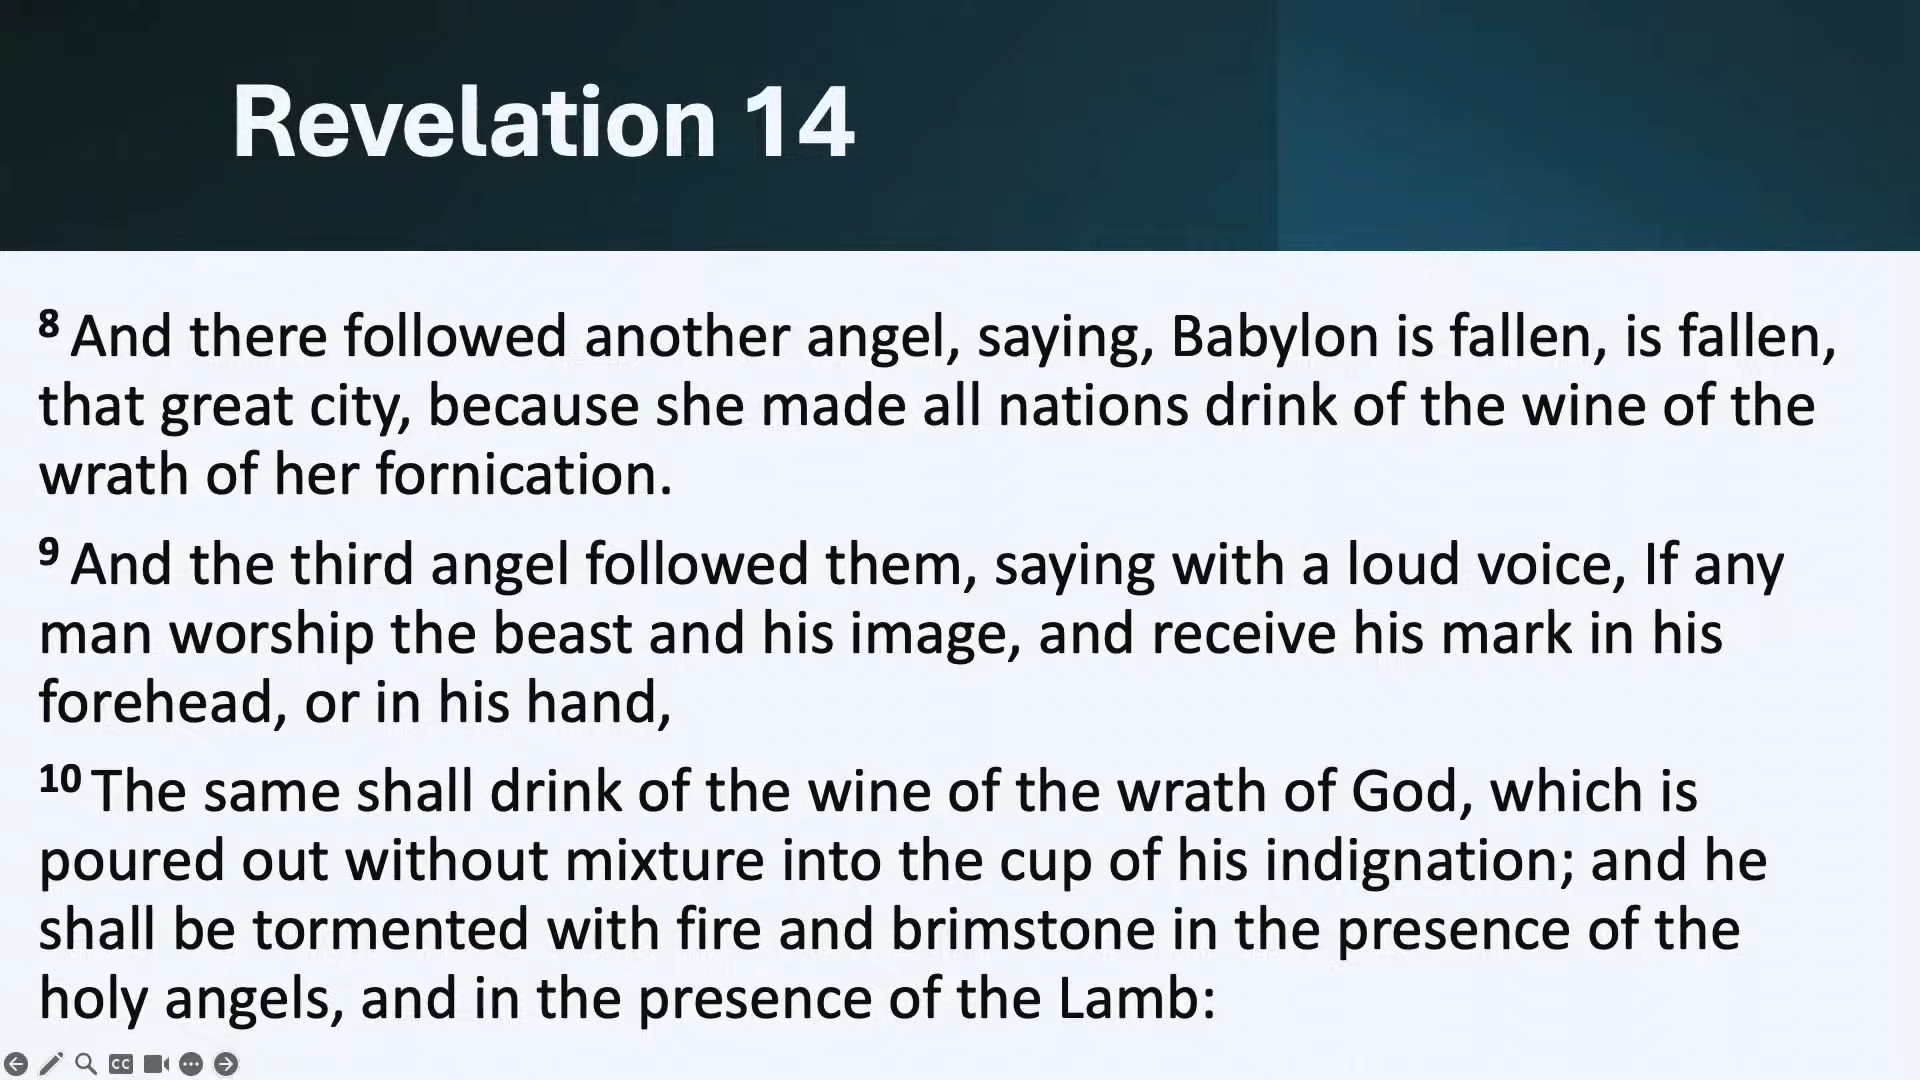 Revelation 14
8 And there followed another angel, saying, Babylon is fallen, is fallen,
that great city, because she made all nations drink of the wine of the
wrath of her fornication.
9 And the third angel followed them, saying with a loud voice, If any
man worship the beast and his image, and receive his mark in his
forehead, or in his hand,
10 The same shall drink of the wine of the wrath of God, which is
poured out without mixture into the cup of his indignation; and he
shall be tormented with fire and brimstone in the presence of the
holy angels, and in the presence of the Lamb:
CC